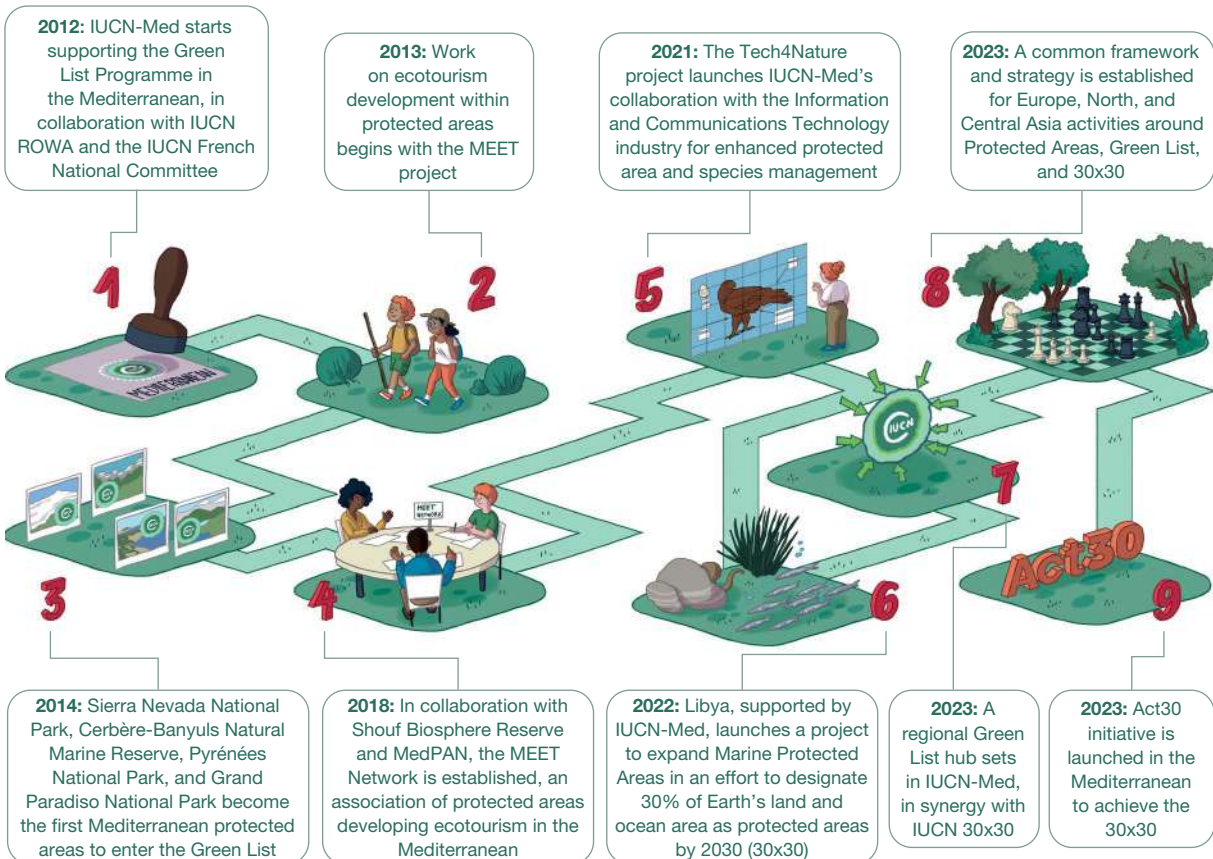 2012: IUCN-Med starts
supporting the Green
List Programme in
the Mediterranean, in
collaboration with IUCN
ROWA and the IUCN French
National Committee
2013: Work
on ecotourism
development within
protected areas
begins with the MEET
project
2021: The Tech4Nature
project launches IUCN-Med's
collaboration with the Information
and Communications Technology
industry for enhanced protected
area and species management
2023: A common framework
and strategy is established
for Europe, North, and
Central Asia activities around
Protected Areas, Green List,
and 30x30
1
MEDITERRANEAN
2
5
8
3
MEET
NETWORK
4
6
IUCN
7
Act30
9
2014: Sierra Nevada National
Park, Cerbère-Banyuls Natural
Marine Reserve, Pyrénées
National Park, and Grand
Paradiso National Park become
the first Mediterranean protected
areas to enter the Green List
2018: In collaboration with
Shouf Biosphere Reserve
and MedPAN, the MEET
Network is established, an
association of protected areas
developing ecotourism in the
Mediterranean
2022: Libya, supported by
IUCN-Med, launches a project
to expand Marine Protected
Areas in an effort to designate
30% of Earth's land and
ocean area as protected areas
by 2030 (30x30)
2023: A
regional Green
List hub sets
in IUCN-Med,
in synergy with
IUCN 30x30
2023: Act30
initiative is
launched in the
Mediterranean
to achieve the
30x30